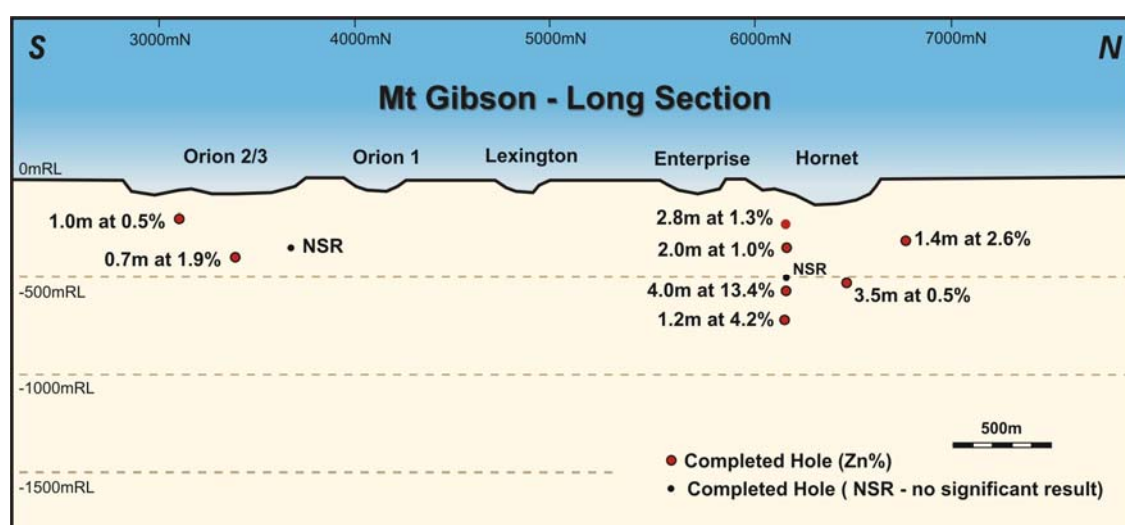 S
3000mN
4000mN
5000mN
6000mN
7000mN
N
Mt Gibson - Long Section
0mRL
Orion 2/3
Orion 1
Lexington
Enterprise
Hornet
1.0m at 0.5%
0.7m at 1.9%
NSR
2.8m at 1.3%
2.0m at 1.0%
NSR
4.0m at 13.4%
1.2m at 4.2%
1.4m at 2.6%
3.5m at 0.5%
-500mRL
-1000mRL
-1500mRL
500m
Completed Hole (Zn%)
Completed Hole ( NSR - no significant result)